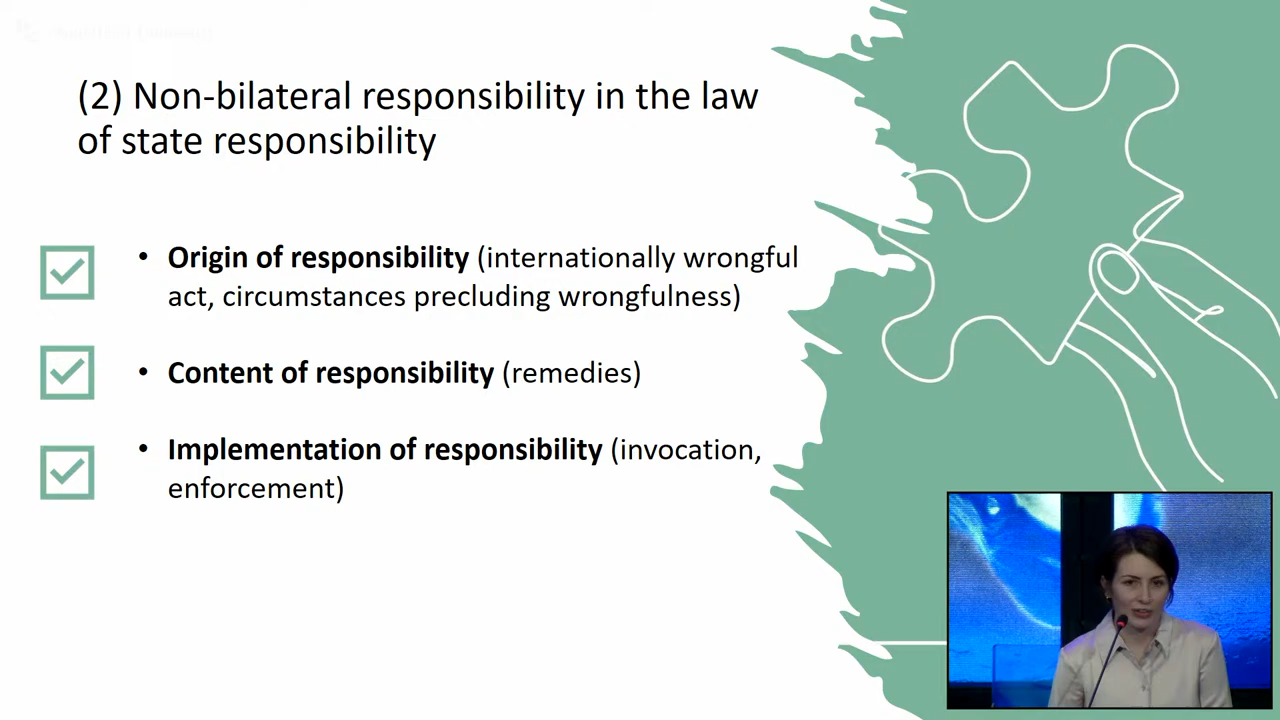 (2) Non-bilateral responsibility in the law
of state responsibility
• Origin of responsibility (internationally wrongful
act, circumstances precluding wrongfulness)
• Content of responsibility (remedies)
• Implementation of responsibility (invocation,
enforcement)